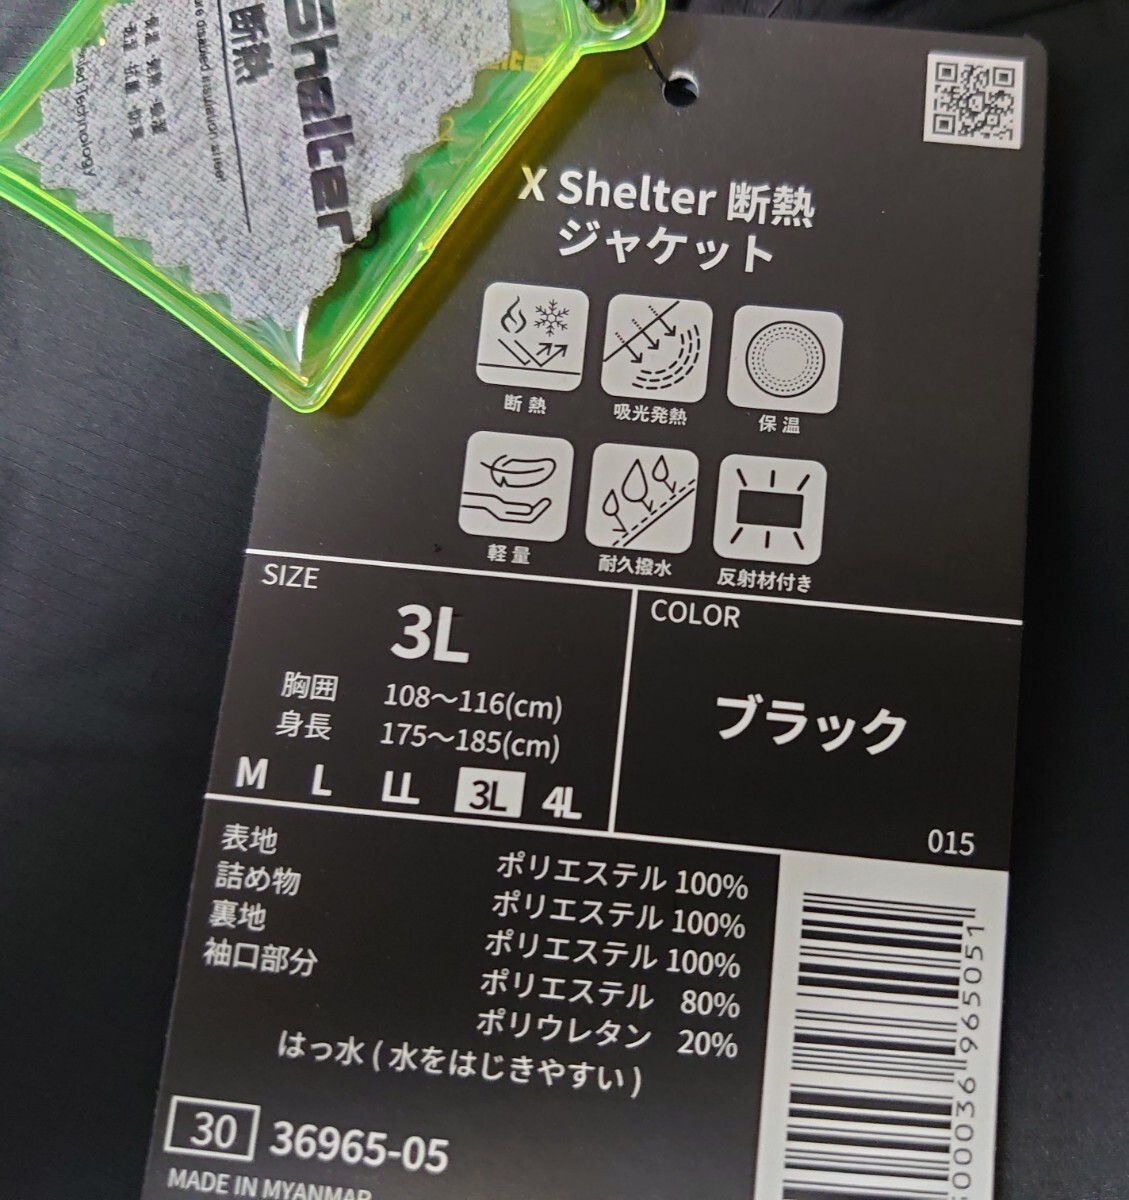 Shelter
断熱
X Shelter 断熱
ジャケット
断熱
吸光発熱
保温
軽量
耐久撥水
反射材付き
SIZE
3L
胸囲 108～116(cm)
身長 175～185(cm)
M L LL 3L 4L
COLOR
ブラック
015
表地 ポリエステル 100%
詰め物 ポリエステル 100%
裏地 ポリエステル 100%
袖口部分 ポリエステル 80%
ポリウレタン 20%
はっ水 ( 水をはじきやすい )
30 36965-05
MADE IN MYANMAR